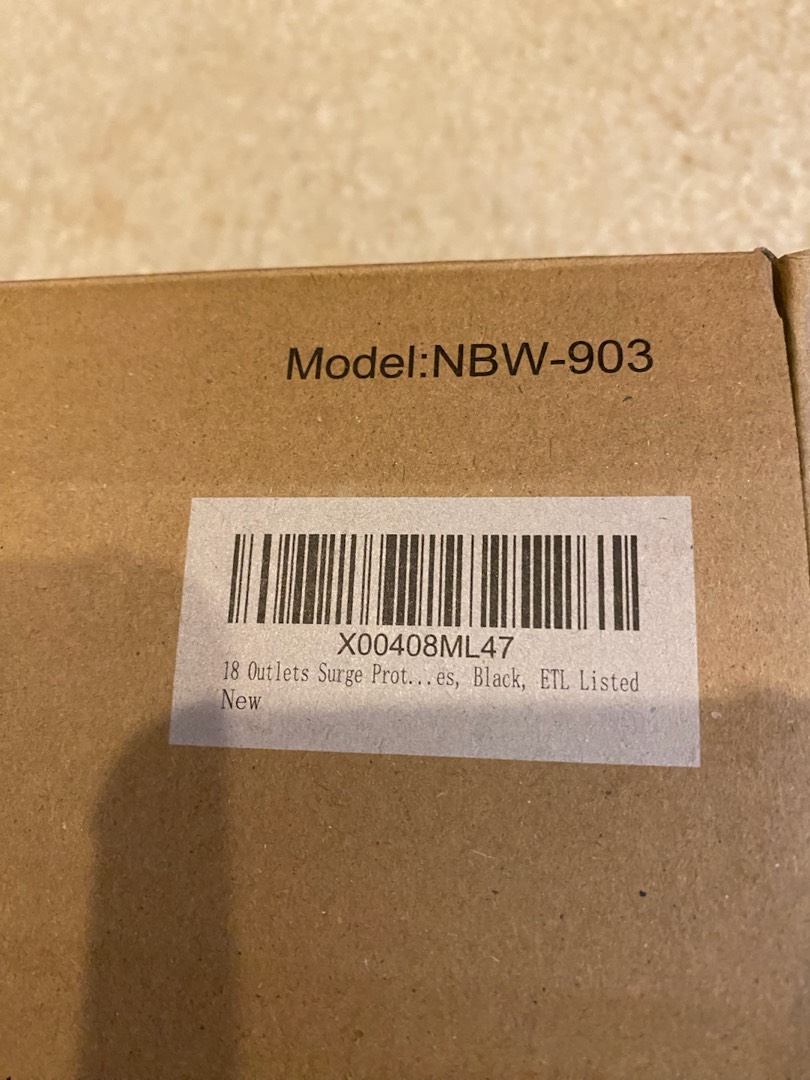 Model:NBW-903
X00408ML47
18 Outlets Surge Prot...es, Black, ETL Listed
New